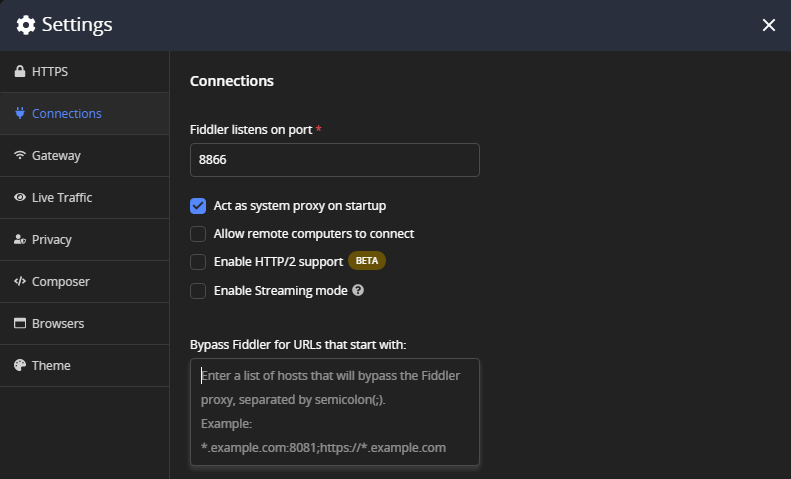 Settings
HTTPS
Connections
Gateway
Live Traffic
Privacy
Composer
Browsers
Theme
Connections
Fiddler listens on port *
8866
Act as system proxy on startup
Allow remote computers to connect
Enable HTTP/2 support BETA
Enable Streaming mode ?
Bypass Fiddler for URLs that start with:
Enter a list of hosts that will bypass the Fiddler
proxy, separated by semicolon(;).
Example:
*.example.com:8081;https://*.example.com